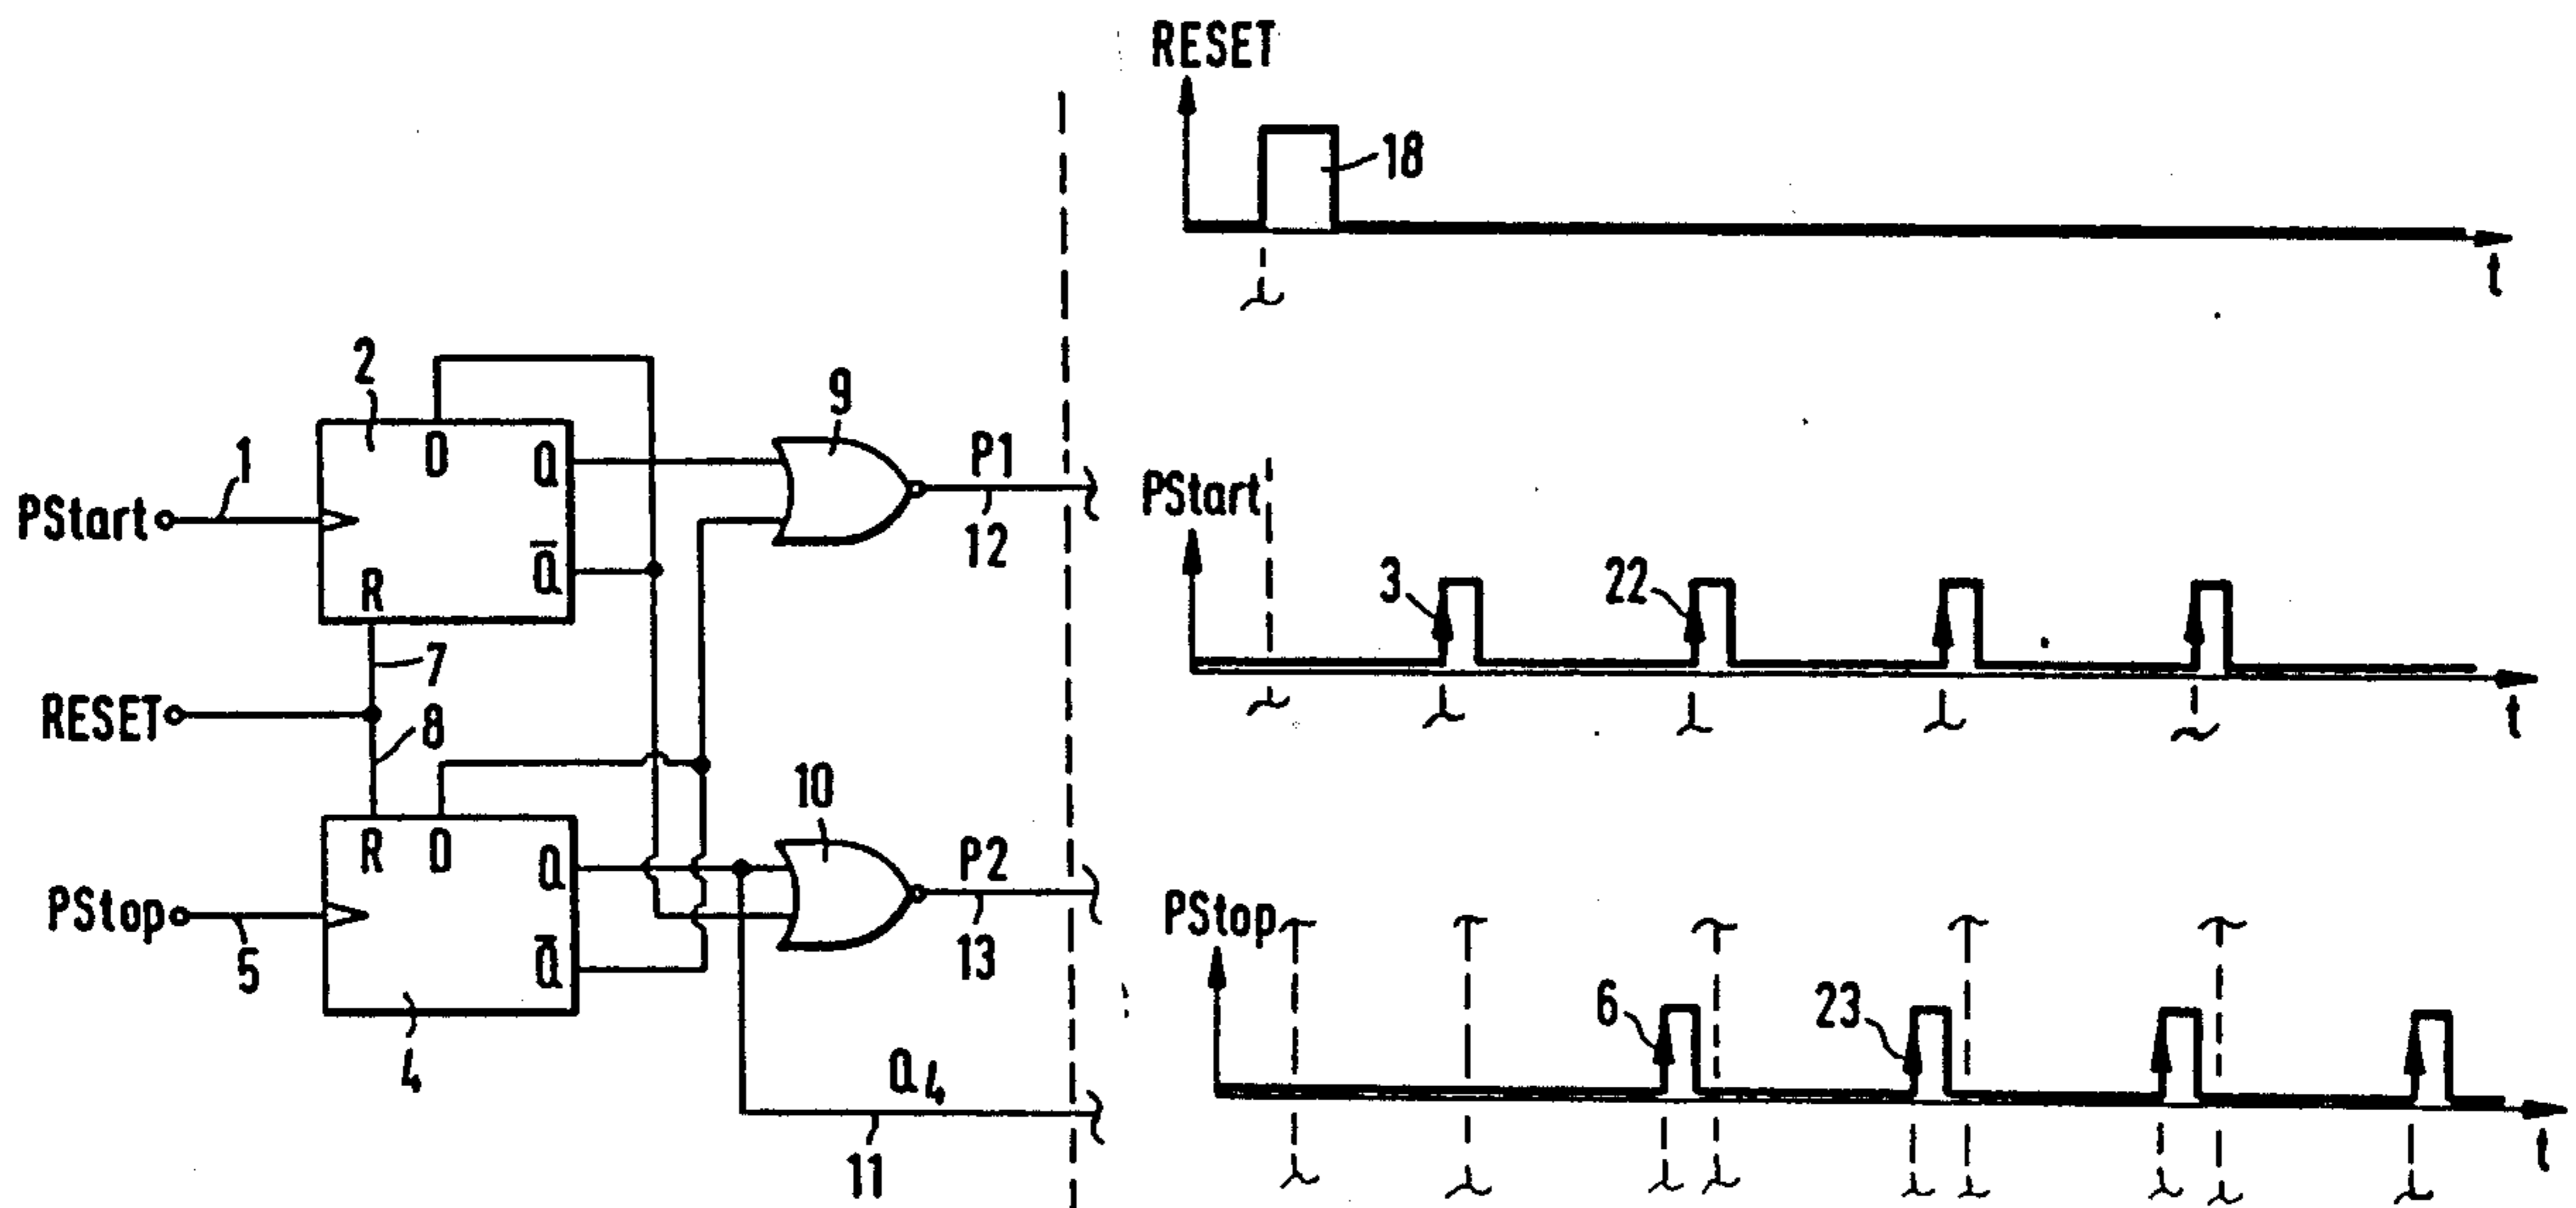 2
D
Q
Q̅
R
PStart
1
9
P1
12
7
RESET
8
R
D
Q
Q̅
PStop
5
4
10
P2
13
Q4
11
RESET
18
t
PStart
3
22
t
PStop
6
23
t